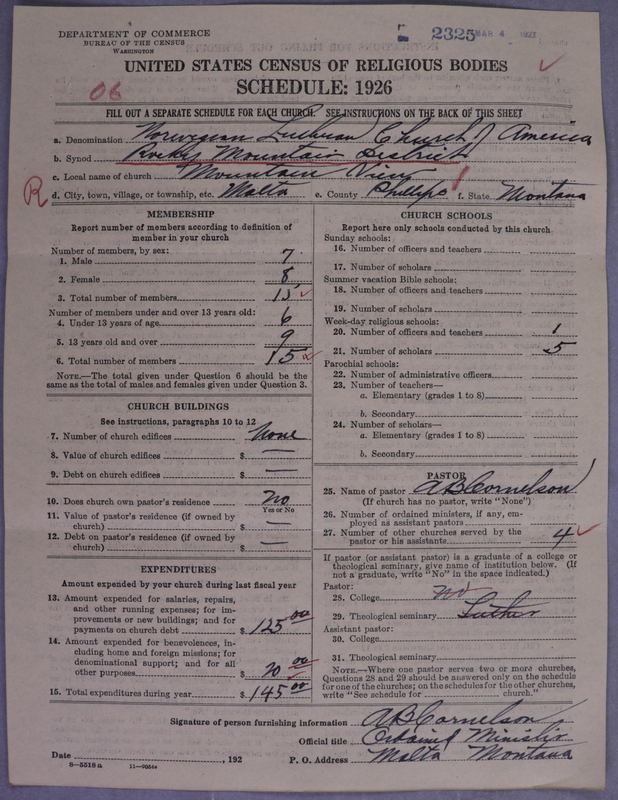 DEPARTMENT OF COMMERCE
BUREAU OF THE CENSUS
WASHINGTON
2325 MAR 4 1927
UNITED STATES CENSUS OF RELIGIOUS BODIES
SCHEDULE: 1926
06
FILL OUT A SEPARATE SCHEDULE FOR EACH CHURCH. SEE INSTRUCTIONS ON THE BACK OF THIS SHEET
a. Denomination Norwegian Lutheran Church of America
b. Synod Rocky Mountain District
c. Local name of church Mountain View
R d. City, town, village, or township, etc. Malta e. County Phillips f. State Montana
MEMBERSHIP
Report number of members according to definition of
member in your church
Number of members, by sex:
1. Male 7
2. Female 8
3. Total number of members 15
Number of members under and over 13 years old:
4. Under 13 years of age 6
5. 13 years old and over 9
6. Total number of members 15
NOTE.—The total given under Question 6 should be
same as the total of males and females given under Question 3.
CHURCH BUILDINGS
See instructions, paragraphs 10 to 12
7. Number of church edifices None
8. Value of church edifices $ —
9. Debt on church edifices $ —
10. Does church own pastor's residence No
Yes or No
11. Value of pastor's residence (if owned by
church) $ —
12. Debt on pastor's residence (if owned by
church) $ —
EXPENDITURES
Amount expended by your church during last fiscal year
13. Amount expended for salaries, repairs,
and other running expenses; for im-
provements or new buildings; and for
payments on church debt $ 125 00
14. Amount expended for benevolences, in-
cluding home and foreign missions; for
denominational support; and for all
other purposes $ 20 00
15. Total expenditures during year $ 145 00
CHURCH SCHOOLS
Report here only schools conducted by this church
Sunday schools:
16. Number of officers and teachers
17. Number of scholars
Summer vacation Bible schools:
18. Number of officers and teachers
19. Number of scholars
Week-day religious schools:
20. Number of officers and teachers 1
21. Number of scholars 5
Parochial schools:
22. Number of administrative officers
23. Number of teachers—
a. Elementary (grades 1 to 8)
b. Secondary
24. Number of scholars—
a. Elementary (grades 1 to 8)
b. Secondary
PASTOR
25. Name of pastor A B Cornelson
(If church has no pastor, write "None")
26. Number of ordained ministers, if any, em-
ployed as assistant pastors
27. Number of other churches served by the
pastor or his assistants 4
If pastor (or assistant pastor) is a graduate of a college or
theological seminary, give name of institution below. (If
not a graduate, write "No" in the space indicated.)
Pastor:
28. College no
29. Theological seminary Luther
Assistant pastor:
30. College
31. Theological seminary
NOTE.—Where one pastor serves two or more churches,
Questions 28 and 29 should be answered only on the schedule
for one of the churches; on the schedules for the other churches,
write "See schedule for church."
Signature of person furnishing information A B Cornelson
Official title Ordained Minister
Date , 192 P. O. Address Malta Montana
8—5518 a 11—9056a